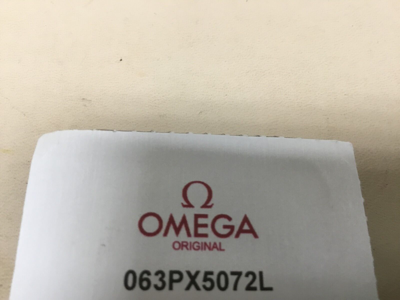 Ω
OMEGA
ORIGINAL
063PX5072L